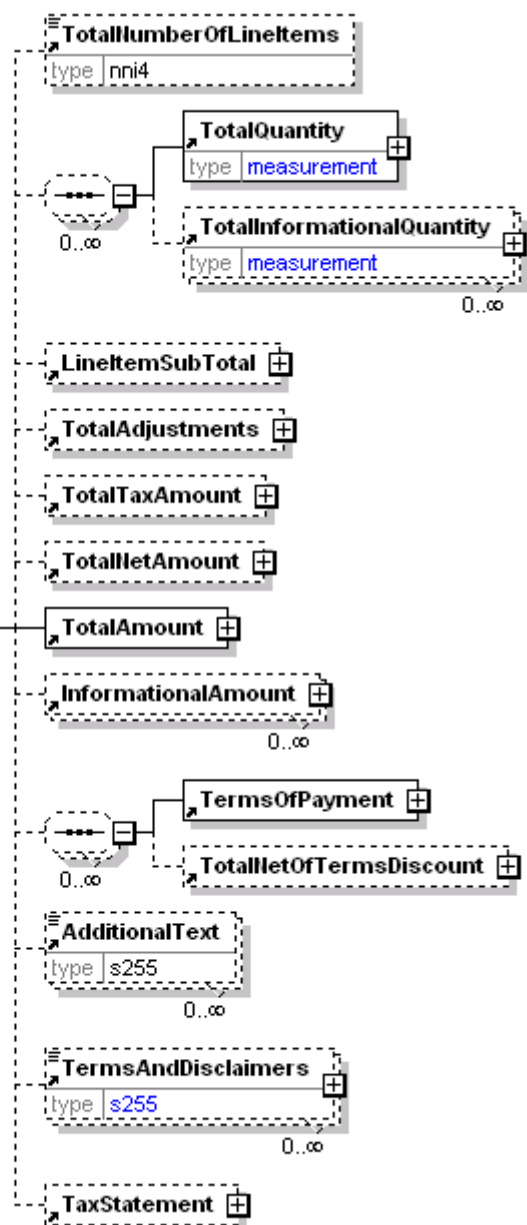 TotalNumberOfLineItems
type nni4
TotalQuantity
type measurement
0..∞
TotalInformationalQuantity
type measurement
0..∞
LineItemSubTotal
TotalAdjustments
TotalTaxAmount
TotalNetAmount
TotalAmount
InformationalAmount
0..∞
TermsOfPayment
0..∞
TotalNetOfTermsDiscount
AdditionalText
type s255
0..∞
TermsAndDisclaimers
type s255
0..∞
TaxStatement